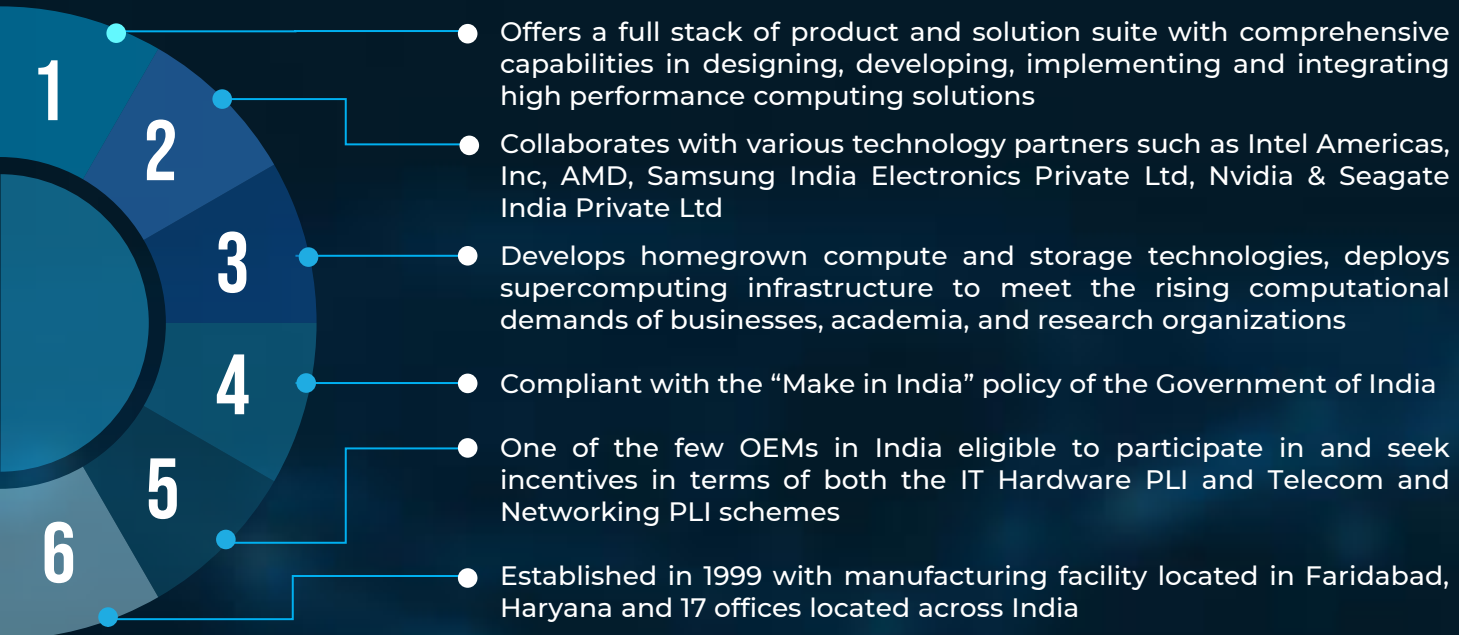 1
Offers a full stack of product and solution suite with comprehensive
capabilities in designing, developing, implementing and integrating
high performance computing solutions
2
Collaborates with various technology partners such as Intel Americas,
Inc, AMD, Samsung India Electronics Private Ltd, Nvidia & Seagate
India Private Ltd
3
Develops homegrown compute and storage technologies, deploys
supercomputing infrastructure to meet the rising computational
demands of businesses, academia, and research organizations
4
Compliant with the “Make in India” policy of the Government of India
5
One of the few OEMs in India eligible to participate in and seek
incentives in terms of both the IT Hardware PLI and Telecom and
Networking PLI schemes
6
Established in 1999 with manufacturing facility located in Faridabad,
Haryana and 17 offices located across India